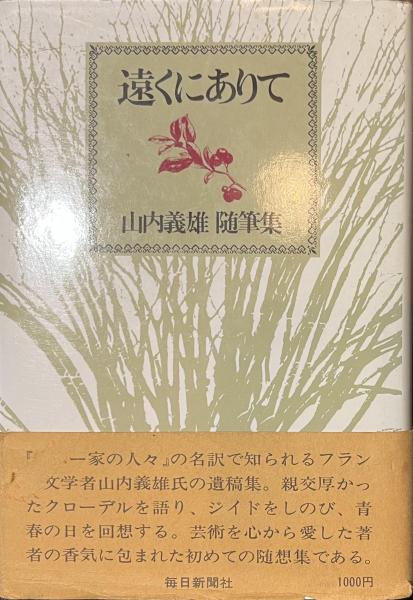 遠くにありて
山内義雄 随筆集
『 一家の人々』の名訳で知られるフラン
文学者山内義雄氏の遺稿集。親交厚かっ
たクローデルを語り、ジイドをしのび、青
春の日を回想する。芸術を心から愛した著
者の香気に包まれた初めての随想集である。
毎日新聞社
1000円